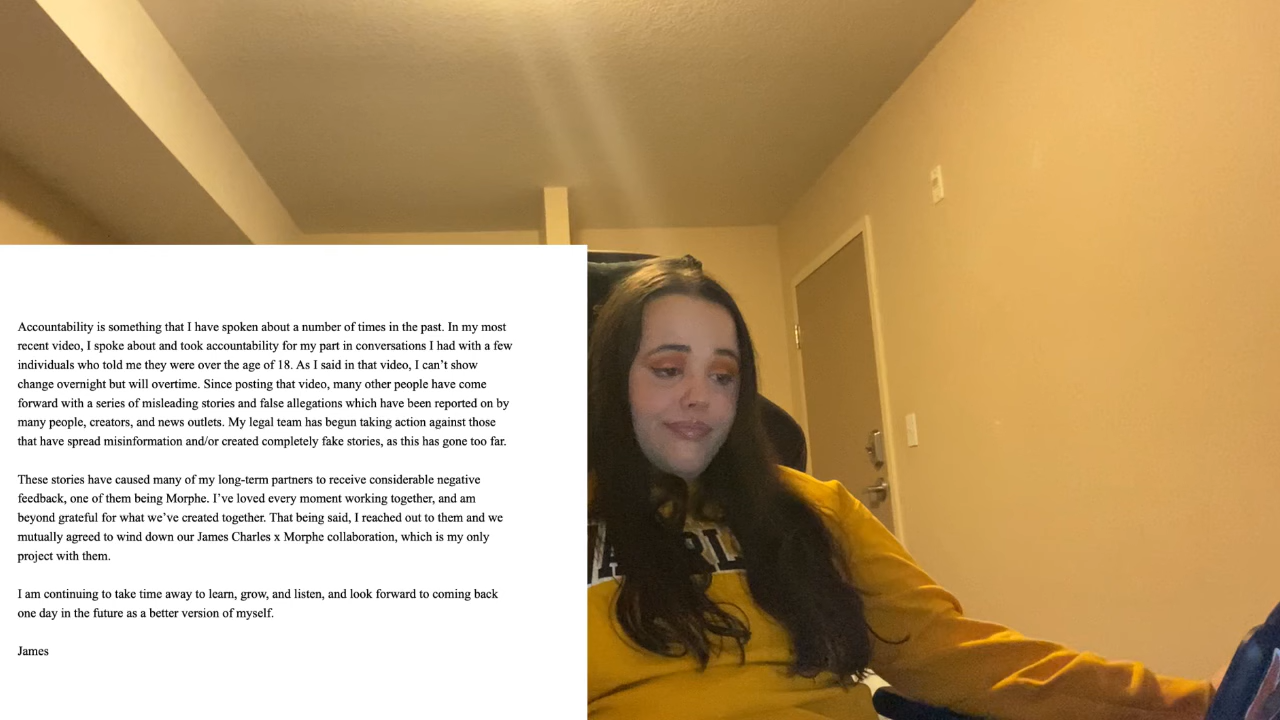 Accountability is something that I have spoken about a number of times in the past. In my most
recent video, I spoke about and took accountability for my part in conversations I had with a few
individuals who told me they were over the age of 18. As I said in that video, I can’t show
change overnight but will overtime. Since posting that video, many other people have come
forward with a series of misleading stories and false allegations which have been reported on by
many people, creators, and news outlets. My legal team has begun taking action against those
that have spread misinformation and/or created completely fake stories, as this has gone too far.
These stories have caused many of my long-term partners to receive considerable negative
feedback, one of them being Morphe. I’ve loved every moment working together, and am
beyond grateful for what we’ve created together. That being said, I reached out to them and we
mutually agreed to wind down our James Charles x Morphe collaboration, which is my only
project with them.
I am continuing to take time away to learn, grow, and listen, and look forward to coming back
one day in the future as a better version of myself.
James